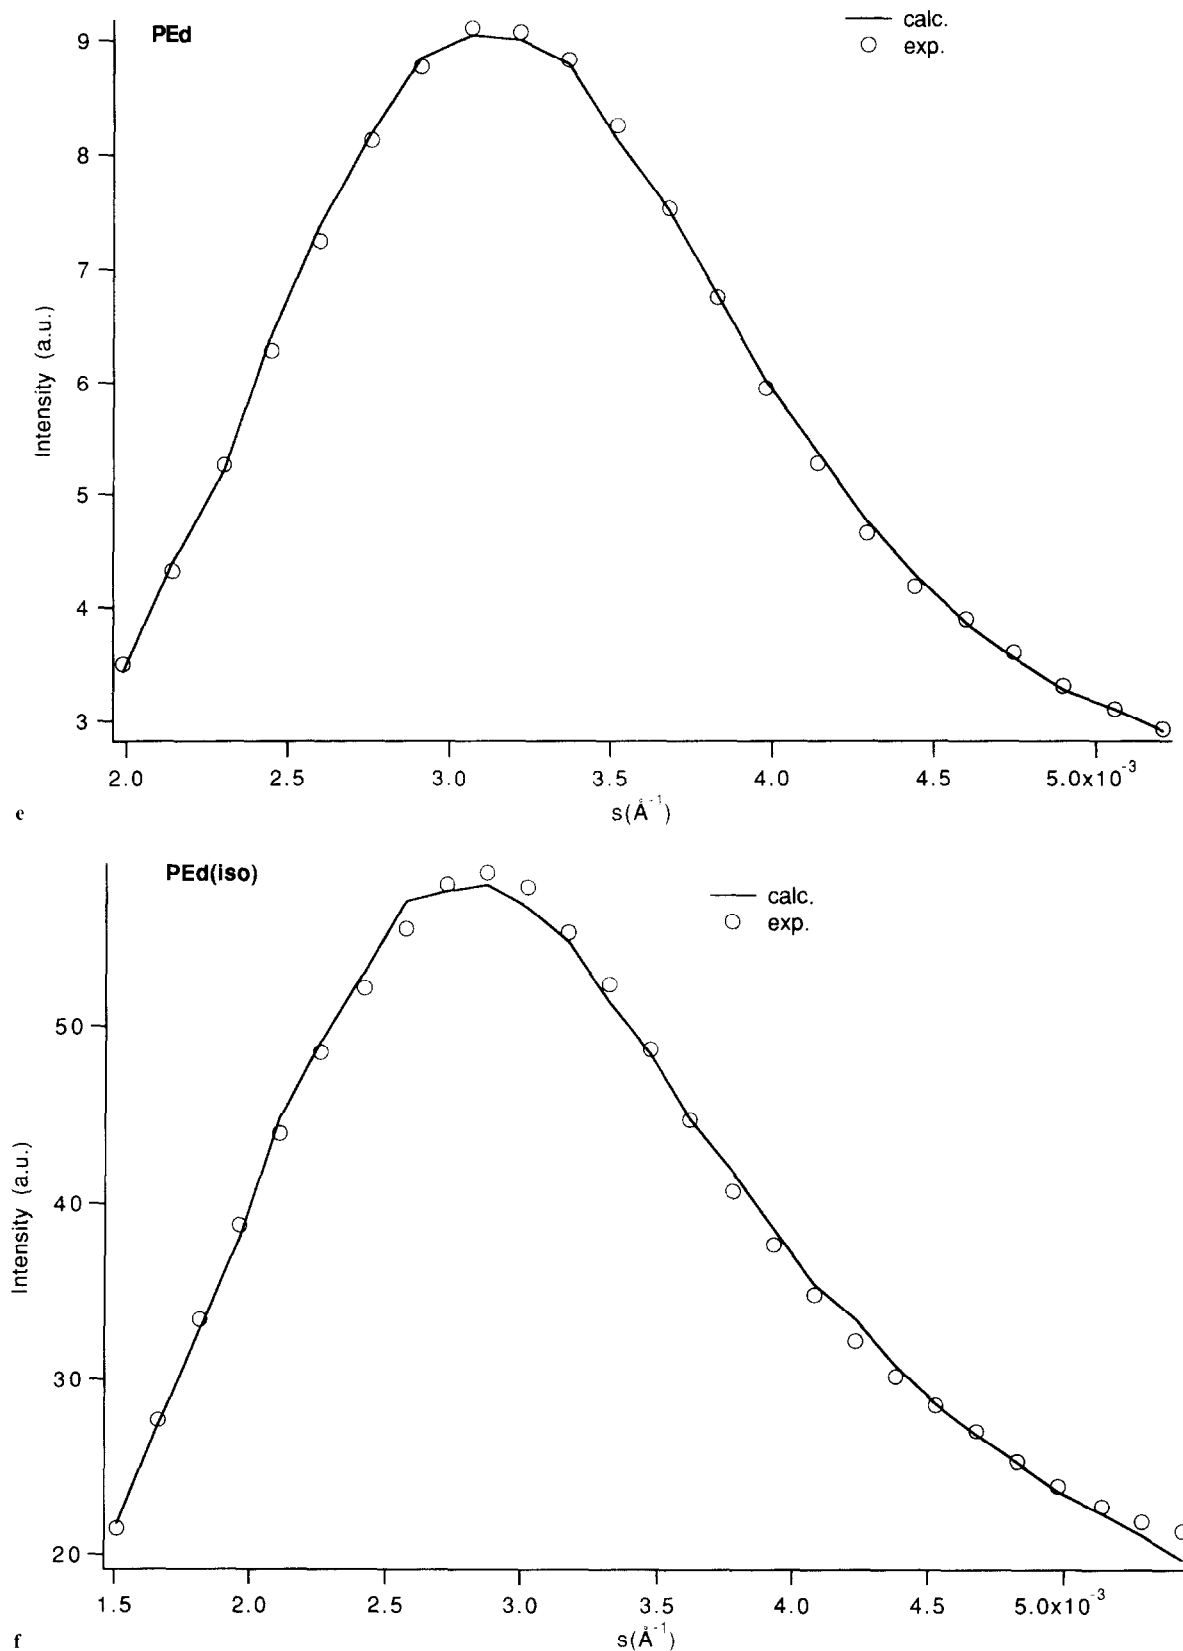 PEd
calc.
exp.
9
8
7
6
5
4
3
Intensity (a.u.)
2.0 2.5 3.0 3.5 4.0 4.5 5.0x10⁻³
s(Å⁻¹)
e
PEd(iso)
calc.
exp.
50
40
30
20
Intensity (a.u.)
1.5 2.0 2.5 3.0 3.5 4.0 4.5 5.0x10⁻³
s(Å⁻¹)
f